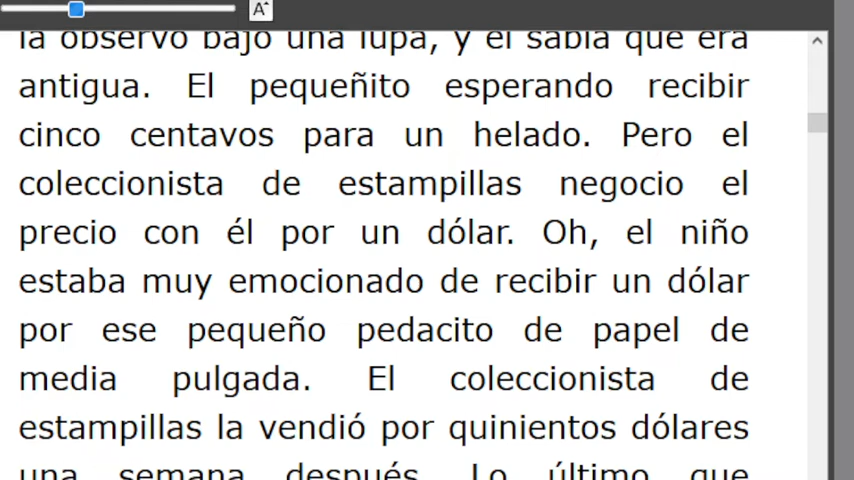 A
la observo bajo una lupa, y él sabía que era
antigua. El pequeñito esperando recibir
cinco centavos para un helado. Pero el
coleccionista de estampillas negocio el
precio con él por un dólar. Oh, el niño
estaba muy emocionado de recibir un dólar
por ese pequeño pedacito de papel de
media pulgada. El coleccionista de
estampillas la vendió por quinientos dólares
una semana después. Lo último que